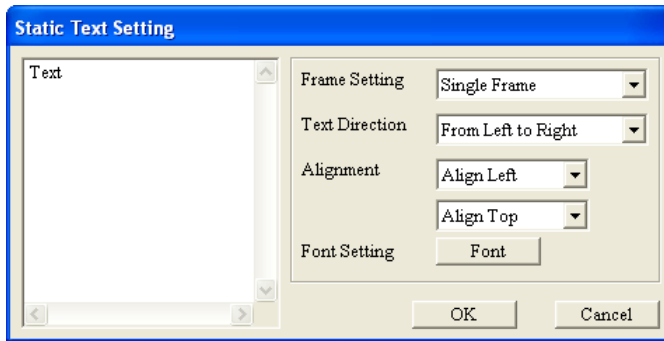 Static Text Setting
Text
Frame Setting Single Frame
Text Direction From Left to Right
Alignment Align Left
Align Top
Font Setting Font
OK Cancel